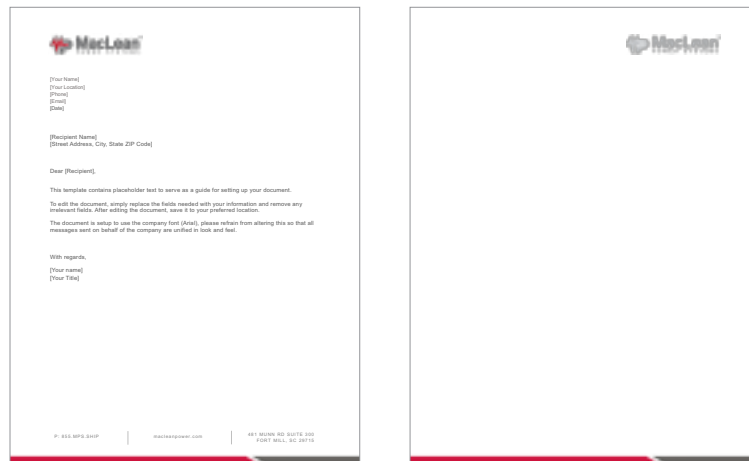 MacLean
POWER SYSTEMS
[Your Name]
[Your Location]
[Phone]
[Email]
[Date]
[Recipient Name]
[Street Address, City, State ZIP Code]
Dear [Recipient],
This template contains placeholder text to serve as a guide for setting up your document.
To edit the document, simply replace the fields needed with your information and remove any
irrelevant fields. After editing the document, save it to your preferred location.
The document is setup to use the company font (Arial), please refrain from altering this so that all
messages sent on behalf of the company are unified in look and feel.
With regards,
[Your name]
[Your Title]
P: 855.MPS.SHIP
macleanpower.com
481 MUNN RD SUITE 300
FORT MILL, SC 29715
MacLean
POWER SYSTEMS